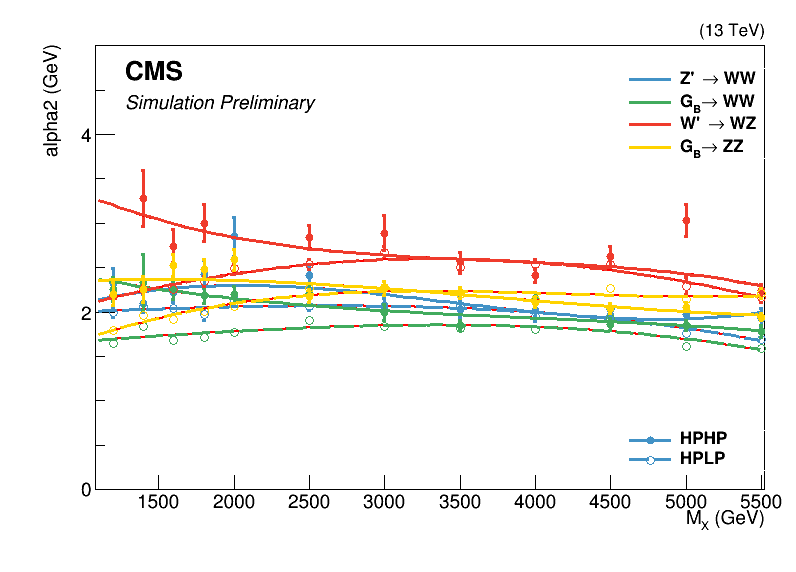 (13 TeV)
alpha2 (GeV)
CMS
Simulation Preliminary
Z' → WW
G_B → WW
W' → WZ
G_B → ZZ
4
2
0
HPHP
HPLP
1500 2000 2500 3000 3500 4000 4500 5000 5500
M_X (GeV)